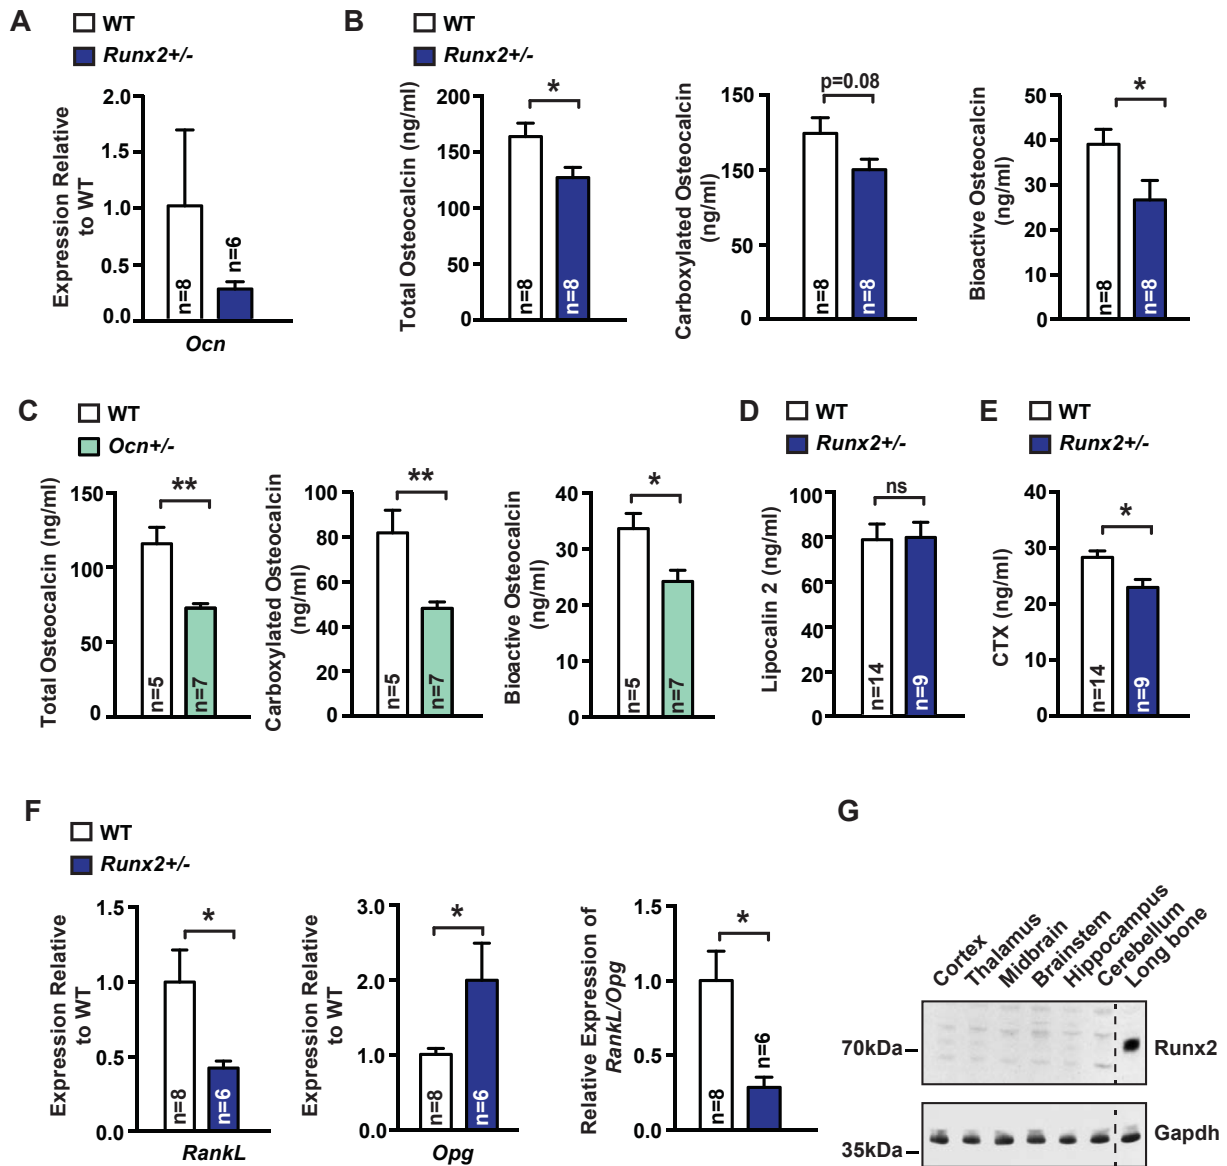 A
WT
Runx2+/-
Expression Relative
to WT
2.0
1.5
1.0
0.5
0.0
n=8
n=6
Ocn
B
WT
Runx2+/-
Total Osteocalcin (ng/ml)
200
150
100
50
0
*
n=8
n=8
Carboxylated Osteocalcin
(ng/ml)
150
150
50
0
p=0.08
n=8
n=8
Bioactive Osteocalcin
(ng/ml)
50
40
30
20
10
0
*
n=8
n=8
C
WT
Ocn+/-
Total Osteocalcin (ng/ml)
150
100
50
0
**
n=5
n=7
Carboxylated Osteocalcin
(ng/ml)
80
60
40
20
0
**
n=5
n=7
Bioactive Osteocalcin
(ng/ml)
40
30
20
10
0
*
n=5
n=7
D
WT
Runx2+/-
Lipocalin 2 (ng/ml)
80
60
40
80
0
ns
n=14
n=9
E
WT
Runx2+/-
CTX (ng/ml)
40
30
20
10
0
*
n=14
n=9
F
WT
Runx2+/-
Expression Relative
to WT
1.5
1.0
0.5
0.0
*
n=8
n=6
RankL
Expression Relative
to WT
3.0
2.0
1.0
0.0
*
n=8
n=6
Opg
Relative Expression of
RankL/Opg
1.5
1.0
0.5
0.0
*
n=8
n=6
G
Cortex
Thalamus
Midbrain
Brainstem
Hippocampus
Cerebellum
Long bone
70kDa
Runx2
35kDa
Gapdh